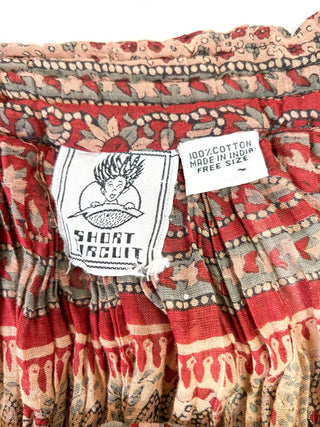 SHORT
CIRCUIT
100% COTTON
MADE IN INDIA
FREE SIZE